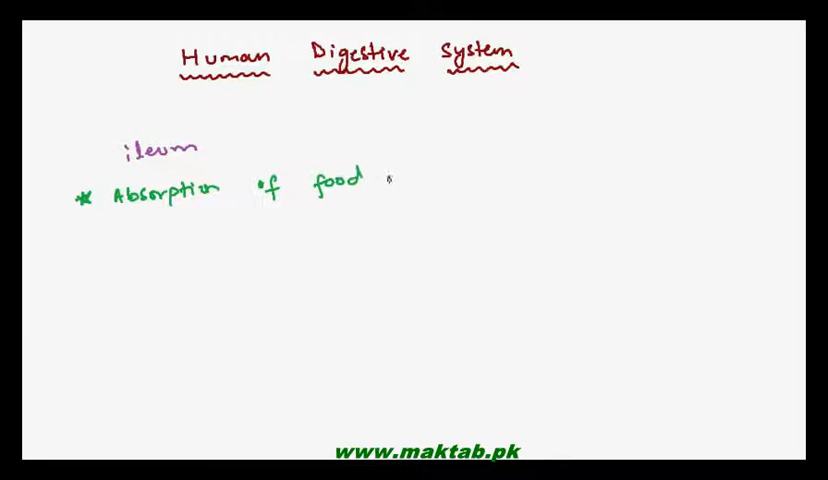 Human Digestive System
ileum
* Absorption of food
www.maktab.pk